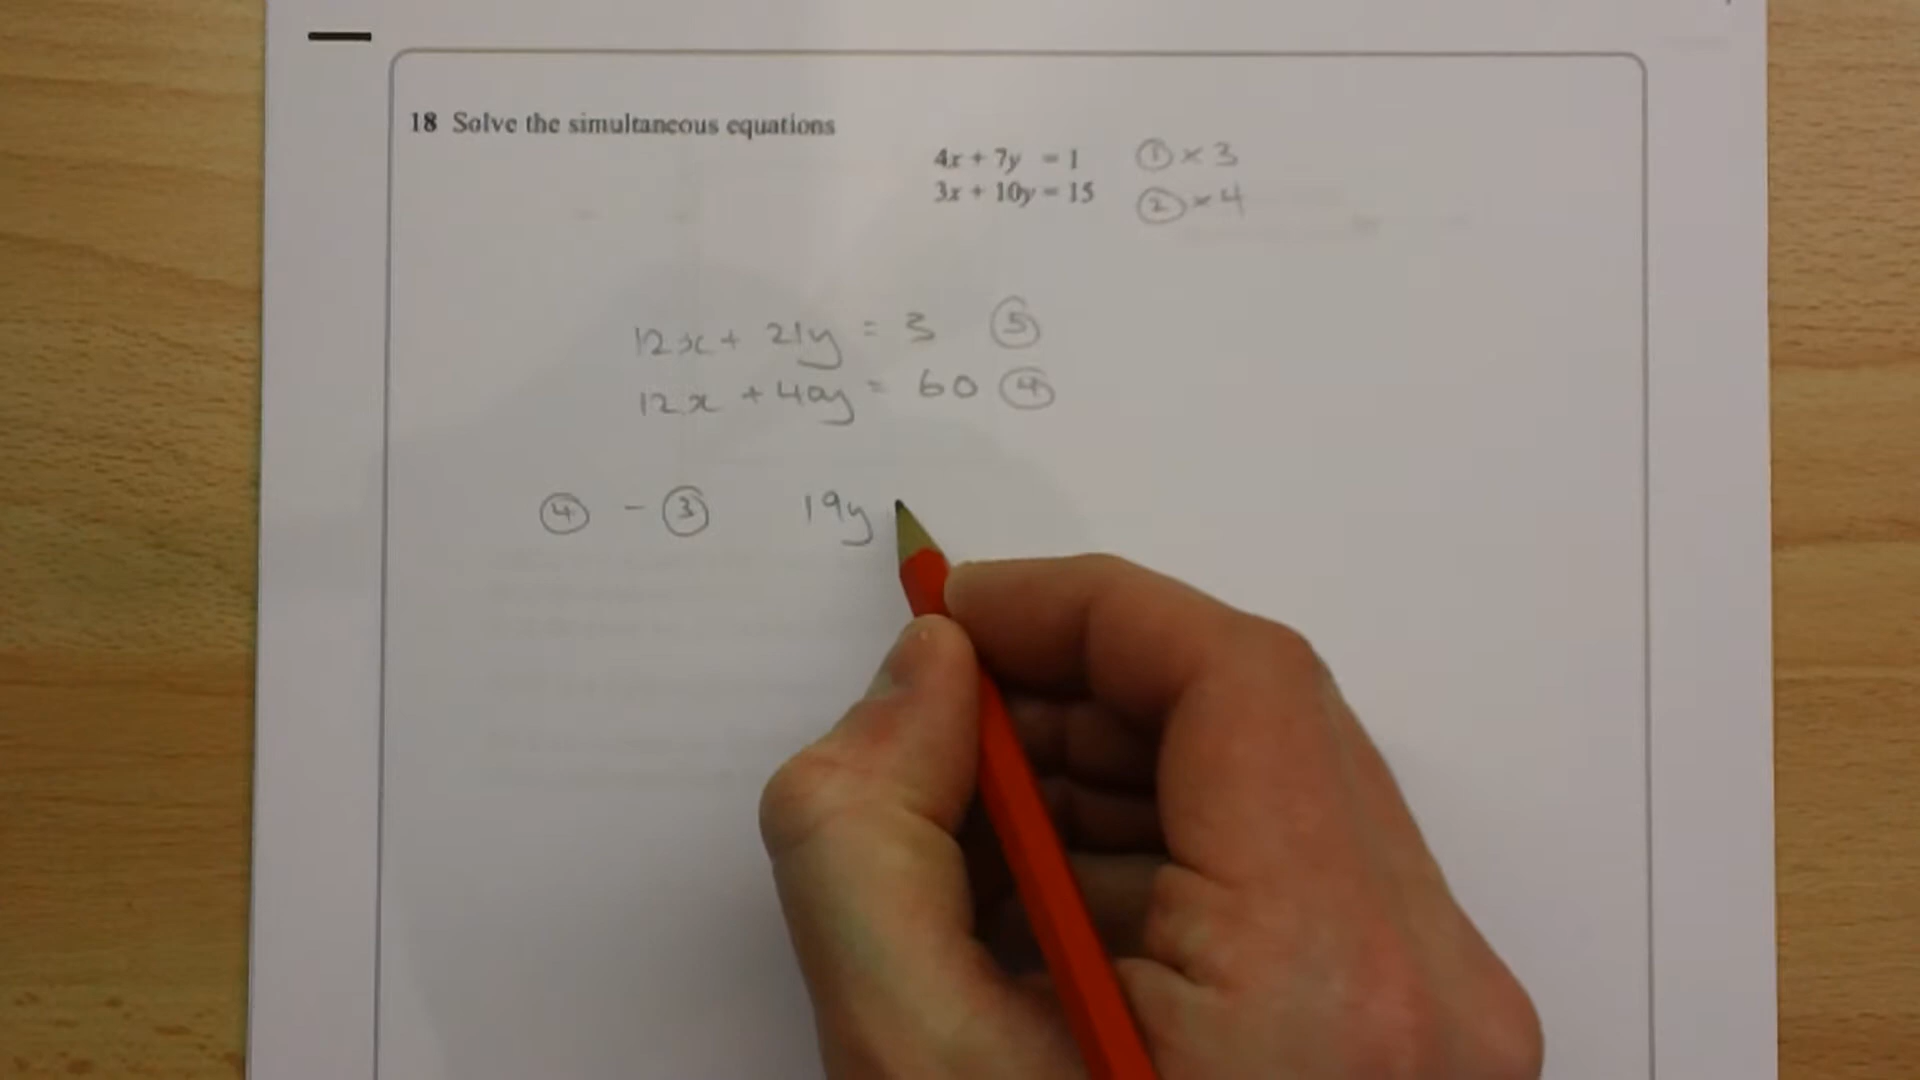 18 Solve the simultaneous equations
4x + 7y = 1 ① × 3
3x + 10y = 15 ② × 4
12x + 21y = 3 ③
12x + 40y = 60 ④
④ - ③ 19y